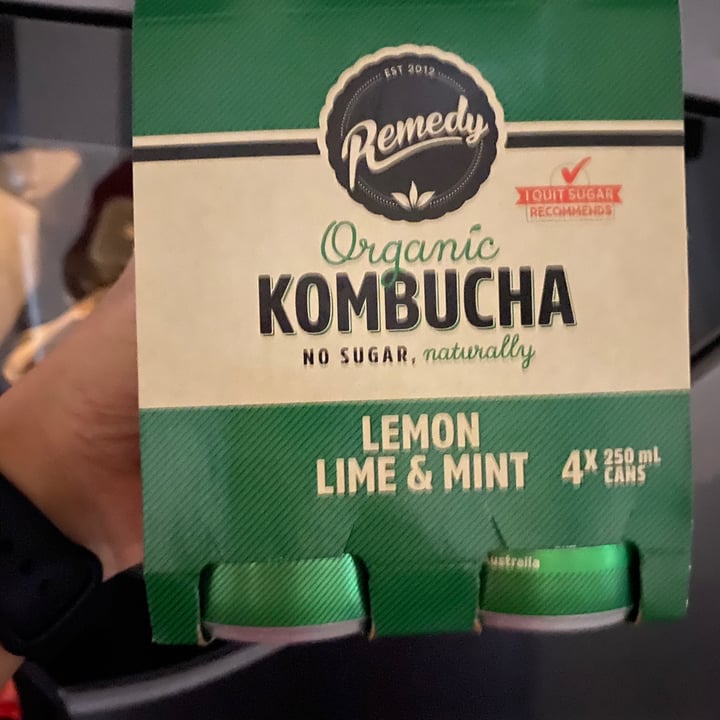 EST 2012
Remedy
I QUIT SUGAR
RECOMMENDS
Organic
KOMBUCHA
NO SUGAR, naturally
LEMON
LIME & MINT
4X 250 mL
CANS